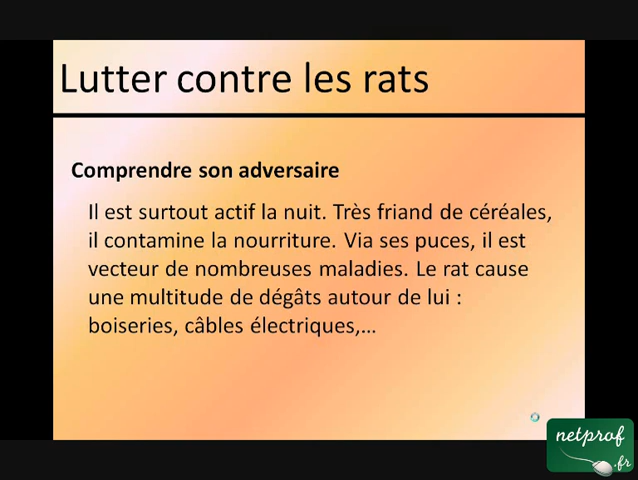 Lutter contre les rats
Comprendre son adversaire
Il est surtout actif la nuit. Très friand de céréales,
il contamine la nourriture. Via ses puces, il est
vecteur de nombreuses maladies. Le rat cause
une multitude de dégâts autour de lui :
boiseries, câbles électriques,...
netprof
.fr